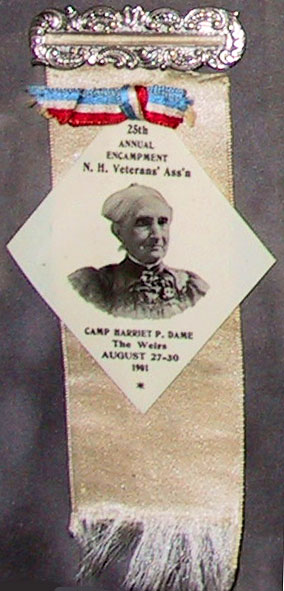 25th
ANNUAL
ENCAMPMENT
N. H. Veterans' Ass'n
CAMP HARRIET P. DAME
The Weirs
AUGUST 27-30
1901